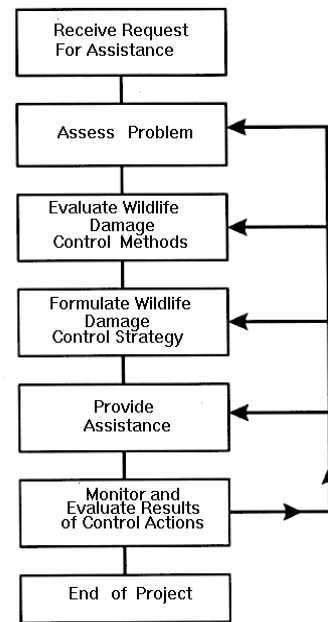 Receive Request
For Assistance
Assess Problem
Evaluate Wildlife
Damage
Control Methods
Formulate Wildlife
Damage
Control Strategy
Provide
Assistance
Monitor and
Evaluate Results
of Control Actions
End of Project